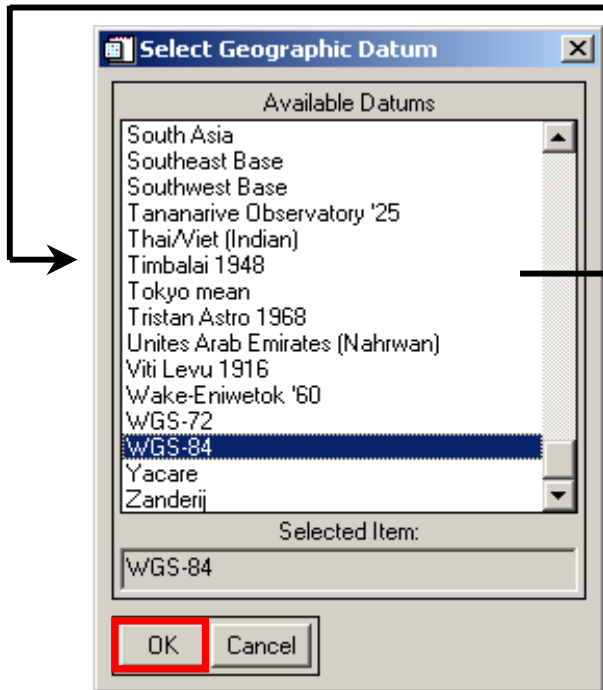 Select Geographic Datum
Available Datums
South Asia
Southeast Base
Southwest Base
Tananarive Observatory '25
Thai/Viet (Indian)
Timbalai 1948
Tokyo mean
Tristan Astro 1968
Unites Arab Emirates (Nahrwan)
Viti Levu 1916
Wake-Eniwetok '60
WGS-72
WGS-84
Yacare
Zanderij
Selected Item:
WGS-84
OK Cancel